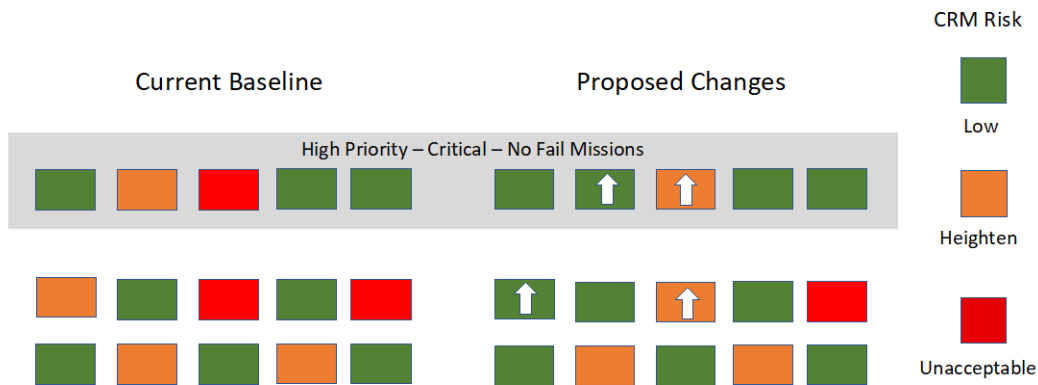 CRM Risk
Current Baseline
Proposed Changes
Low
High Priority – Critical – No Fail Missions
Heighten
Unacceptable